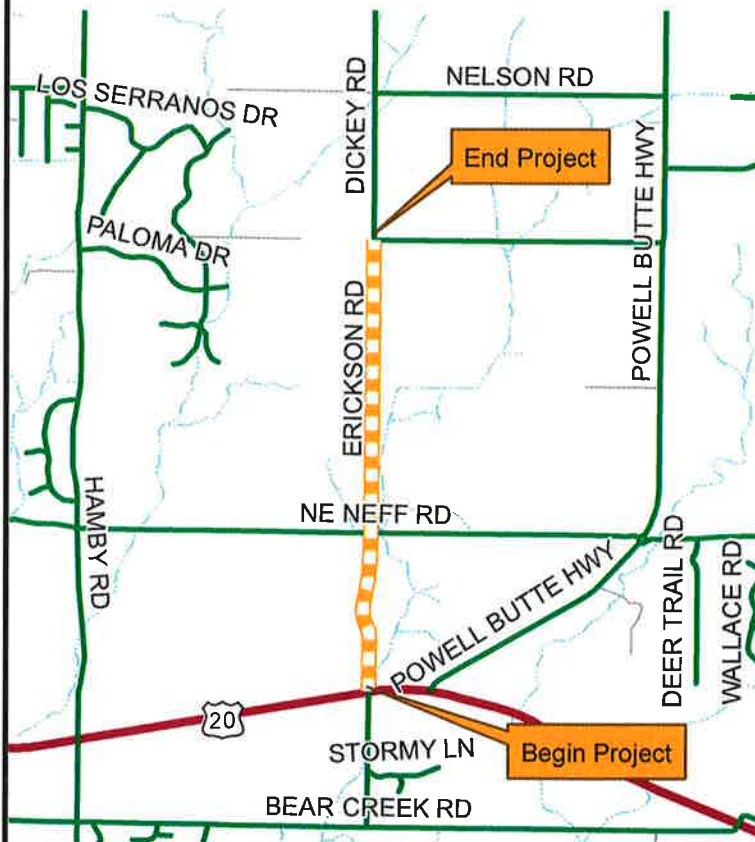 NELSON RD
DICKEY RD
LOS SERRANOS DR
End Project
POWELL BUTTE HWY
PALOMA DR
ERICKSON RD
HAMBY RD
NE NEFF RD
DEER TRAIL RD
WALLACE RD
POWELL BUTTE HWY
20
STORMY LN
Begin Project
BEAR CREEK RD